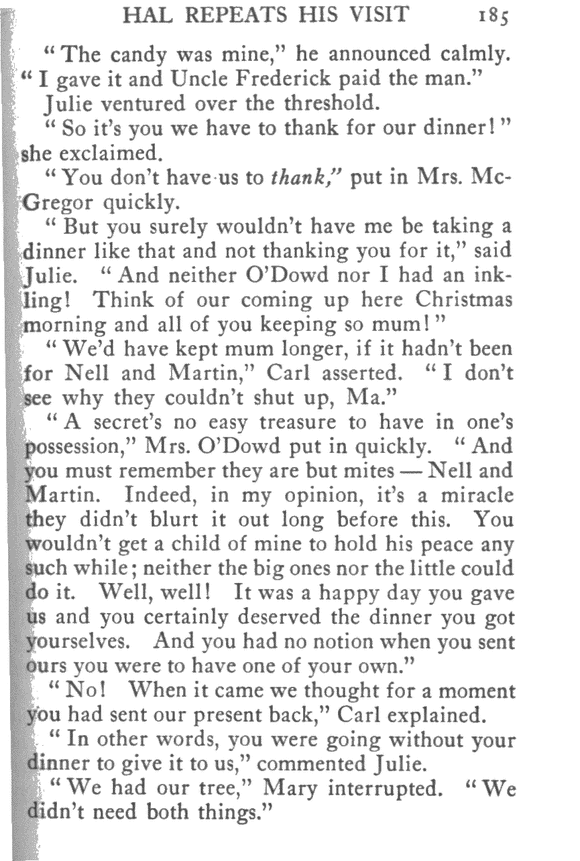 HAL REPEATS HIS VISIT 185
“ The candy was mine,” he announced calmly.
“ I gave it and Uncle Frederick paid the man.”
Julie ventured over the threshold.
“ So it’s you we have to thank for our dinner! ”
she exclaimed.
“ You don’t have us to thank,” put in Mrs. Mc-
Gregor quickly.
“ But you surely wouldn’t have me be taking a
dinner like that and not thanking you for it,” said
Julie. “ And neither O’Dowd nor I had an ink-
ling! Think of our coming up here Christmas
morning and all of you keeping so mum! ”
“ We’d have kept mum longer, if it hadn’t been
for Nell and Martin,” Carl asserted. “ I don’t
see why they couldn’t shut up, Ma.”
“ A secret’s no easy treasure to have in one’s
possession,” Mrs. O’Dowd put in quickly. “ And
you must remember they are but mites — Nell and
Martin. Indeed, in my opinion, it’s a miracle
they didn’t blurt it out long before this. You
wouldn’t get a child of mine to hold his peace any
such while; neither the big ones nor the little could
do it. Well, well! It was a happy day you gave
us and you certainly deserved the dinner you got
yourselves. And you had no notion when you sent
ours you were to have one of your own.”
“ No! When it came we thought for a moment
you had sent our present back,” Carl explained.
“ In other words, you were going without your
dinner to give it to us,” commented Julie.
“ We had our tree,” Mary interrupted. “ We
didn’t need both things.”